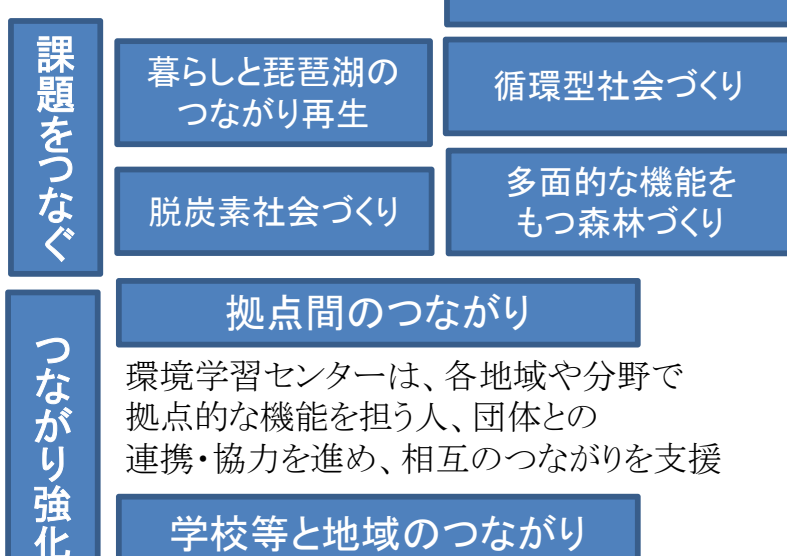 課題をつなぐ
暮らしと琵琶湖の
つながり再生
循環型社会づくり
脱炭素社会づくり
多面的な機能を
もつ森林づくり
つながり強化
拠点間のつながり
環境学習センターは、各地域や分野で
拠点的な機能を担う人、団体との
連携・協力を進め、相互のつながりを支援
学校等と地域のつながり